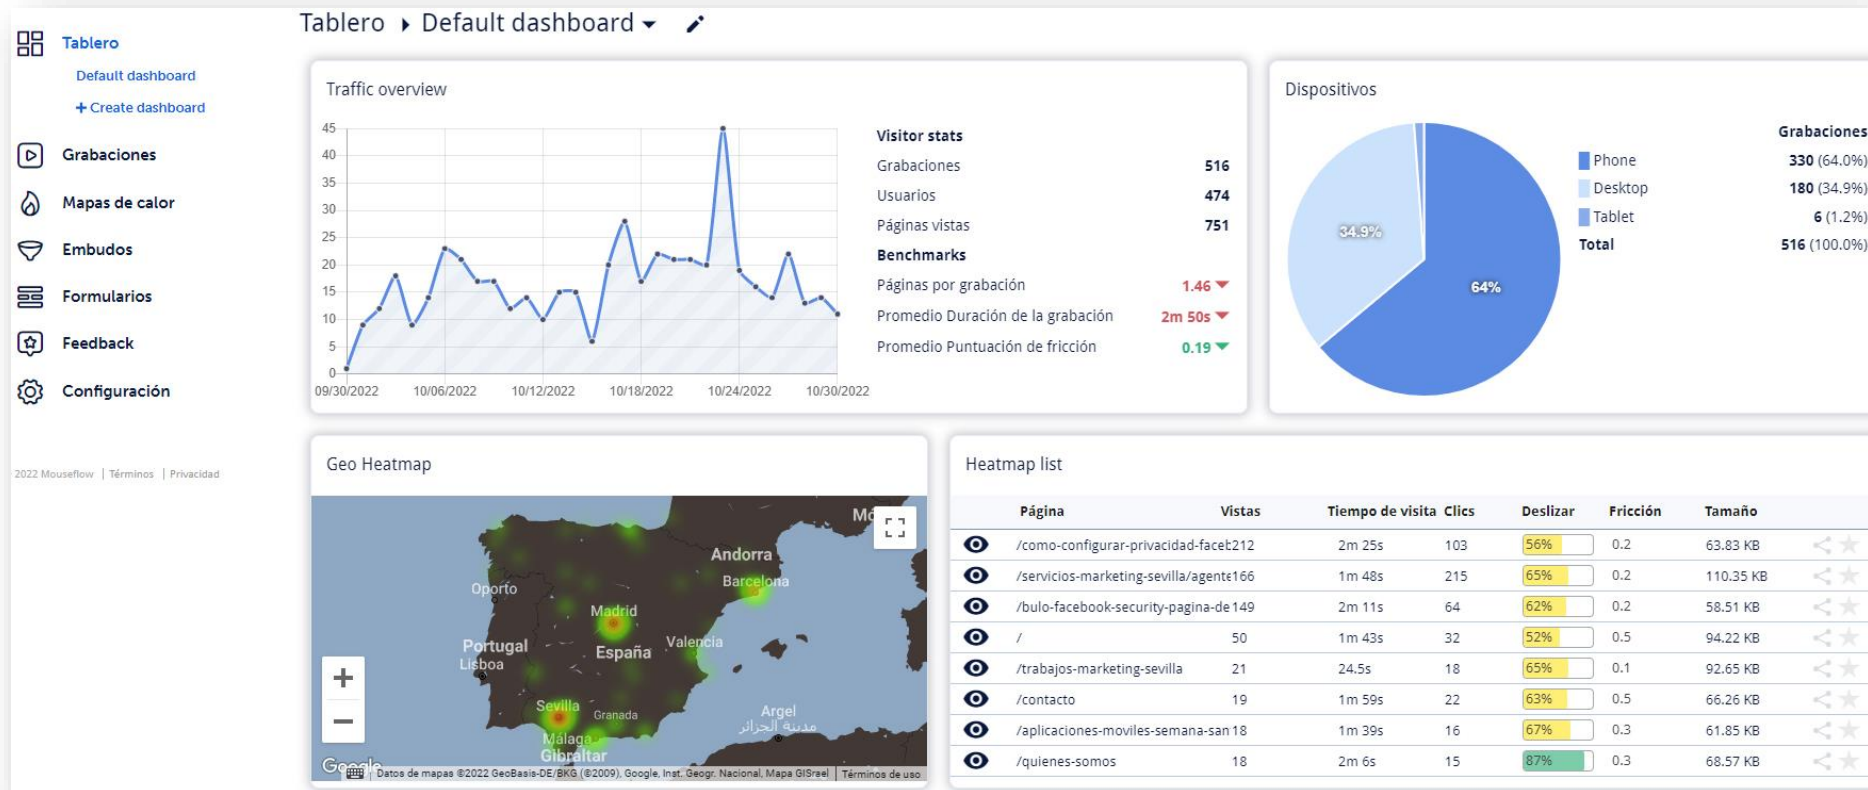 Tablero
Default dashboard
+ Create dashboard
Grabaciones
Mapas de calor
Embudos
Formularios
Feedback
Configuración
2022 Mouseflow | Términos | Privacidad
Tablero Default dashboard
Traffic overview
45
40
35
30
25
20
15
10
5
0
09/30/2022 10/06/2022 10/12/2022 10/18/2022 10/24/2022 10/30/2022
Visitor stats
Grabaciones 516
Usuarios 474
Páginas vistas 751
Benchmarks
Páginas por grabación 1.46
Promedio Duración de la grabación 2m 50s
Promedio Puntuación de fricción 0.19
Dispositivos
34.9%
64%
Grabaciones
Phone 330 (64.0%)
Desktop 180 (34.9%)
Tablet 6 (1.2%)
Total 516 (100.0%)
Geo Heatmap
Mó
Andorra
Barcelona
Oporto
Madrid
Valencia
Portugal
España
Lisboa
Sevilla
Granada
Argel
مدينة الجزائر
Málaga
Gibraltar
+
−
Google
Datos de mapas ©2022 GeoBasis-DE/BKG (©2009), Google, Inst. Geogr. Nacional, Mapa GISrael Términos de uso
Heatmap list
Página Vistas Tiempo de visita Clics Deslizar Fricción Tamaño
/como-configurar-privacidad-faceb 212 2m 25s 103 56% 0.2 63.83 KB
/servicios-marketing-sevilla/agente 166 1m 48s 215 65% 0.2 110.35 KB
/bulo-facebook-security-pagina-de 149 2m 11s 64 62% 0.2 58.51 KB
/ 50 1m 43s 32 52% 0.5 94.22 KB
/trabajos-marketing-sevilla 21 24.5s 18 65% 0.1 92.65 KB
/contacto 19 1m 59s 22 63% 0.5 66.26 KB
/aplicaciones-moviles-semana-san 18 1m 39s 16 67% 0.3 61.85 KB
/quienes-somos 18 2m 6s 15 87% 0.3 68.57 KB